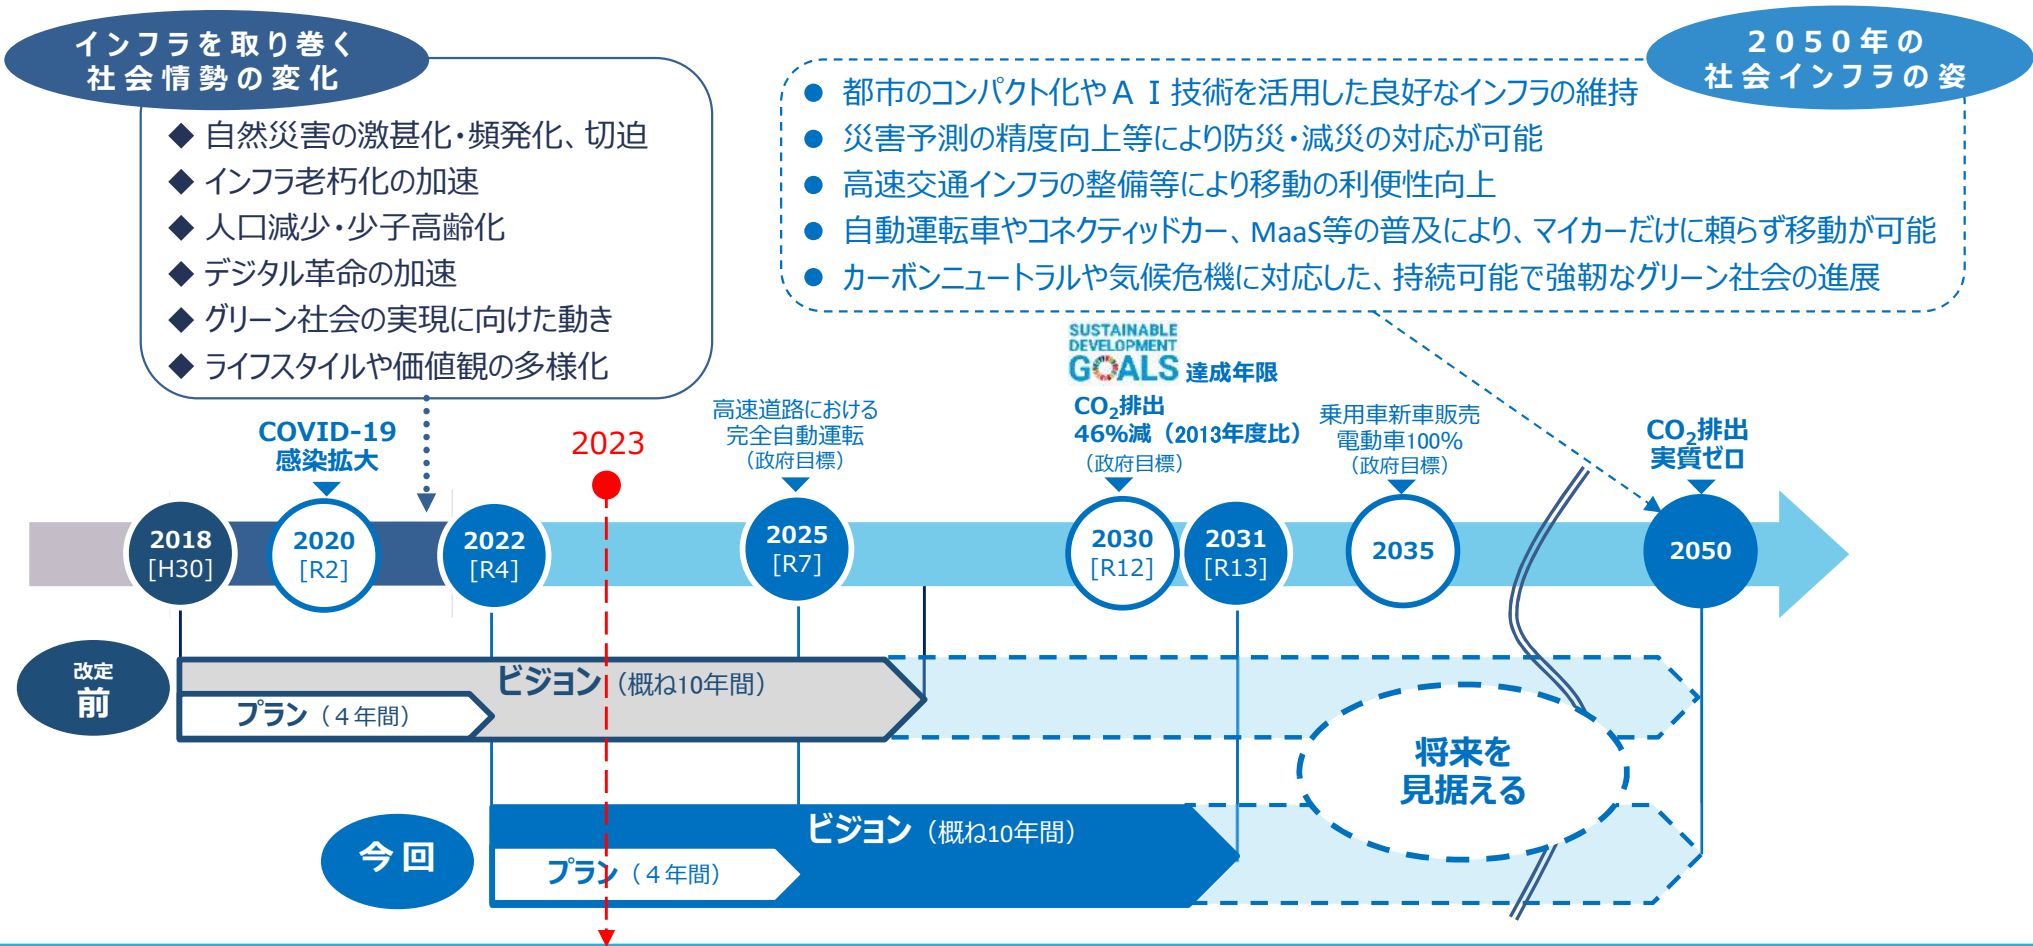 インフラを取り巻く
社会情勢の変化
◆ 自然災害の激甚化・頻発化、切迫
◆ インフラ老朽化の加速
◆ 人口減少・少子高齢化
◆ デジタル革命の加速
◆ グリーン社会の実現に向けた動き
◆ ライフスタイルや価値観の多様化
2050年の
社会インフラの姿
● 都市のコンパクト化やAI技術を活用した良好なインフラの維持
● 災害予測の精度向上等により防災・減災の対応が可能
● 高速交通インフラの整備等により移動の利便性向上
● 自動運転車やコネクティッドカー、MaaS等の普及により、マイカーだけに頼らず移動が可能
● カーボンニュートラルや気候危機に対応した、持続可能で強靭なグリーン社会の進展
COVID-19
感染拡大
2023
高速道路における
完全自動運転
（政府目標）
SUSTAINABLE
DEVELOPMENT
GOALS 達成年限
CO₂排出
46%減（2013年度比）
（政府目標）
乗用車新車販売
電動車100%
（政府目標）
CO₂排出
実質ゼロ
2018
[H30]
2020
[R2]
2022
[R4]
2025
[R7]
2030
[R12]
2031
[R13]
2035
2050
改定
前
ビジョン（概ね10年間）
プラン（４年間）
将来を
見据える
今回
ビジョン（概ね10年間）
プラン（４年間）